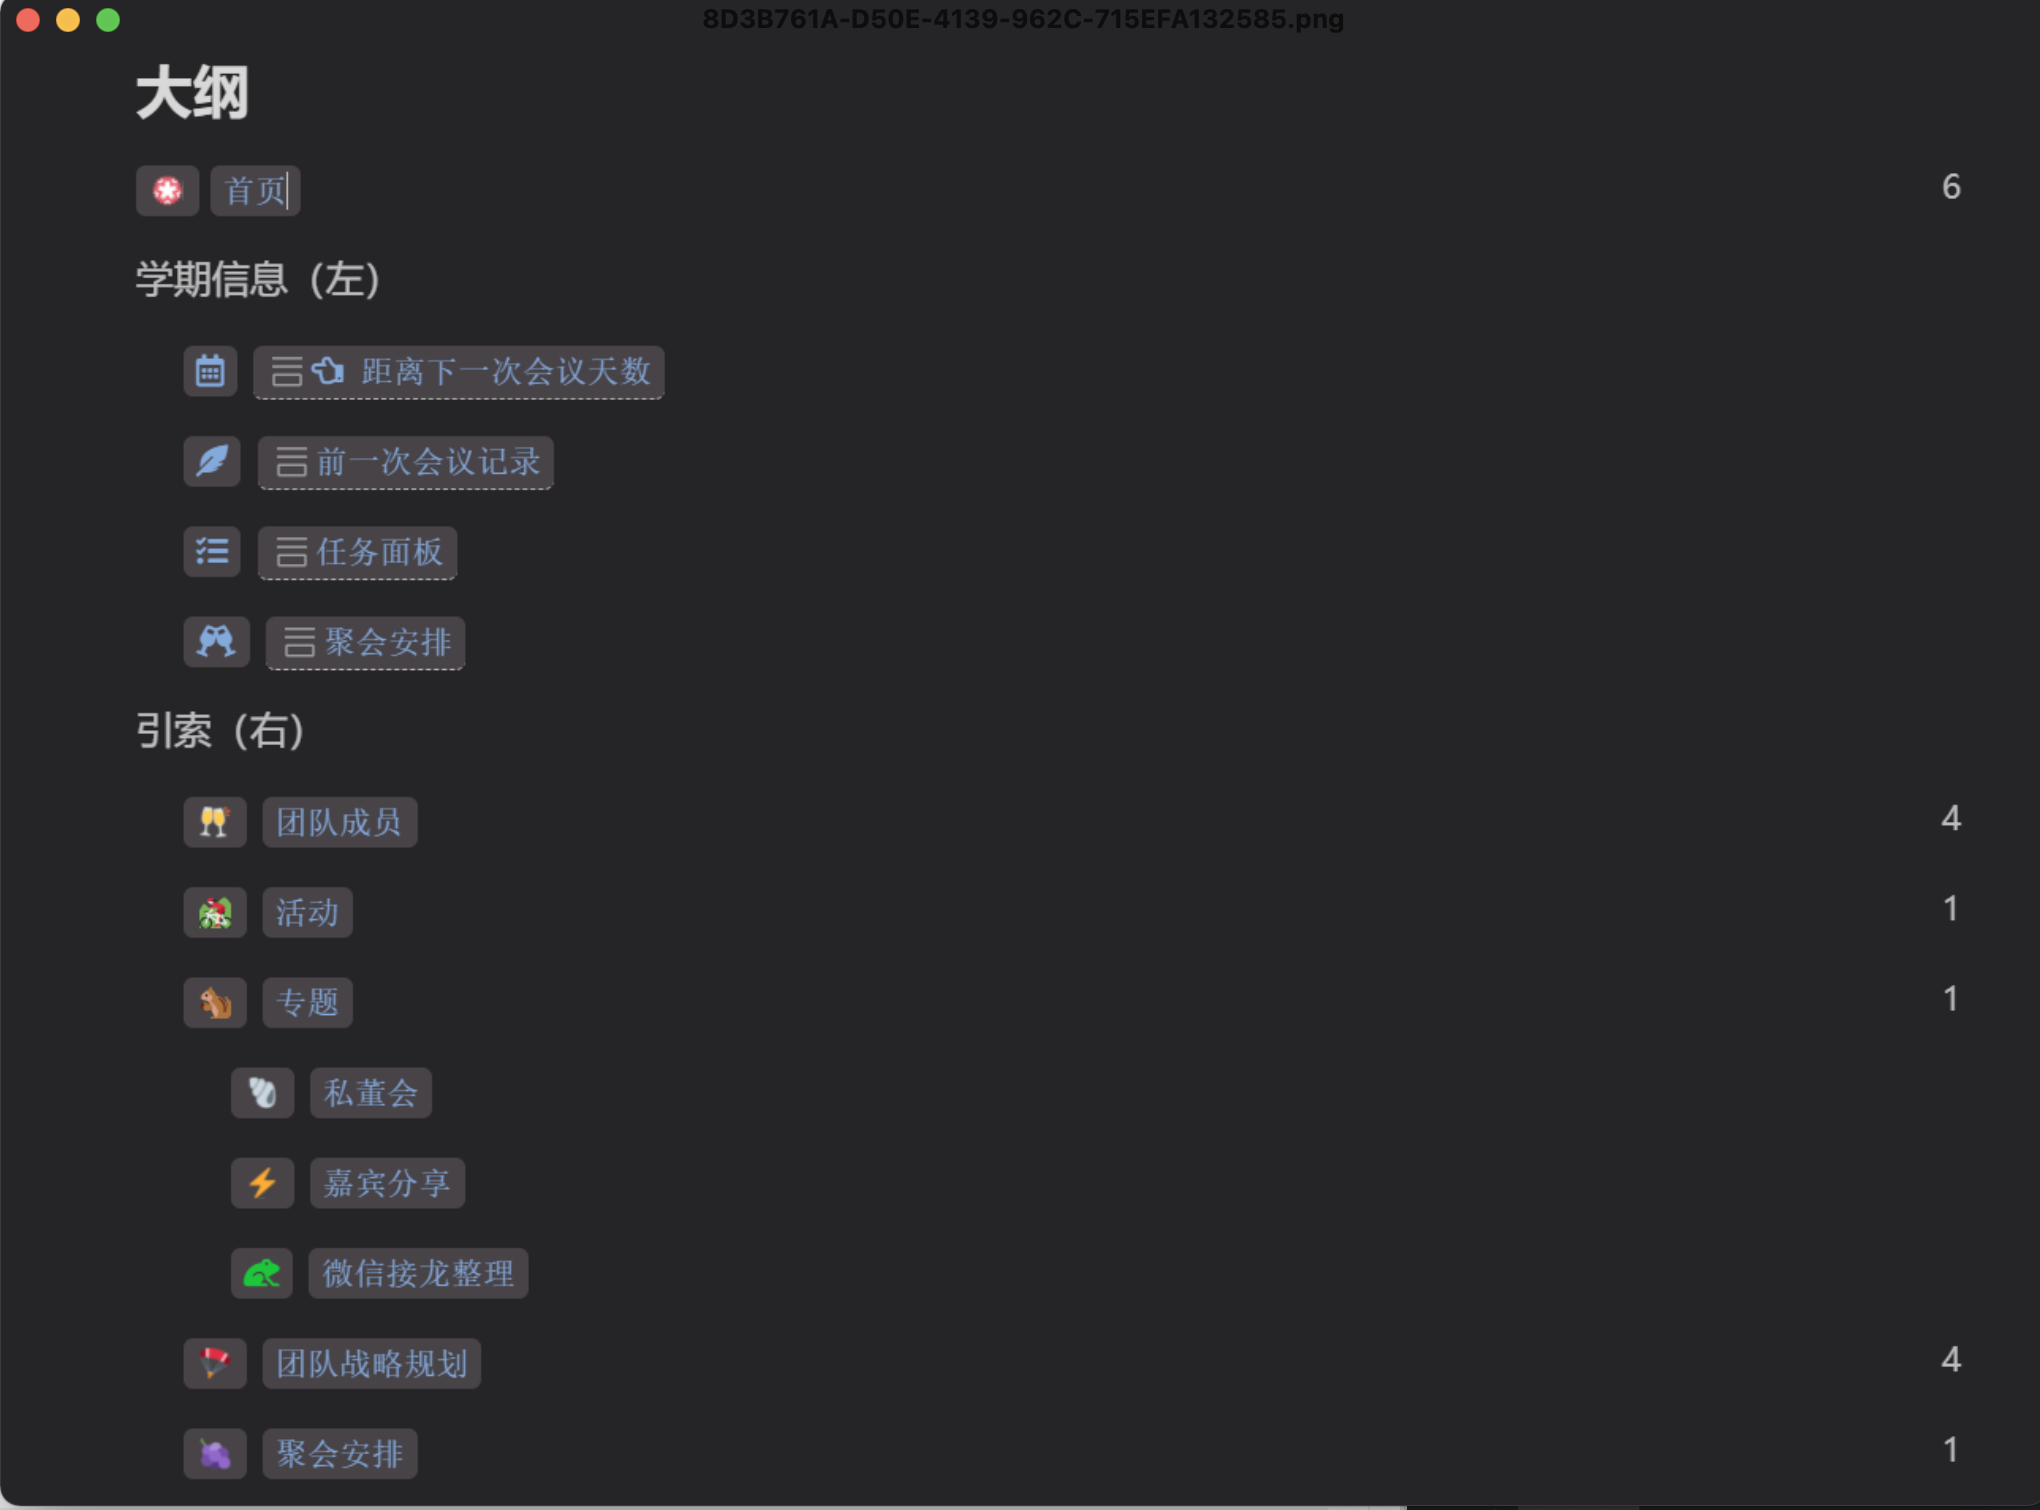 8D3B761A-D50E-4139-962C-715EFA132585.png
大纲
首页 6
学期信息（左）
距离下一次会议天数
前一次会议记录
任务面板
聚会安排
引索（右）
团队成员 4
活动 1
专题 1
私董会
嘉宾分享
微信接龙整理
团队战略规划 4
聚会安排 1